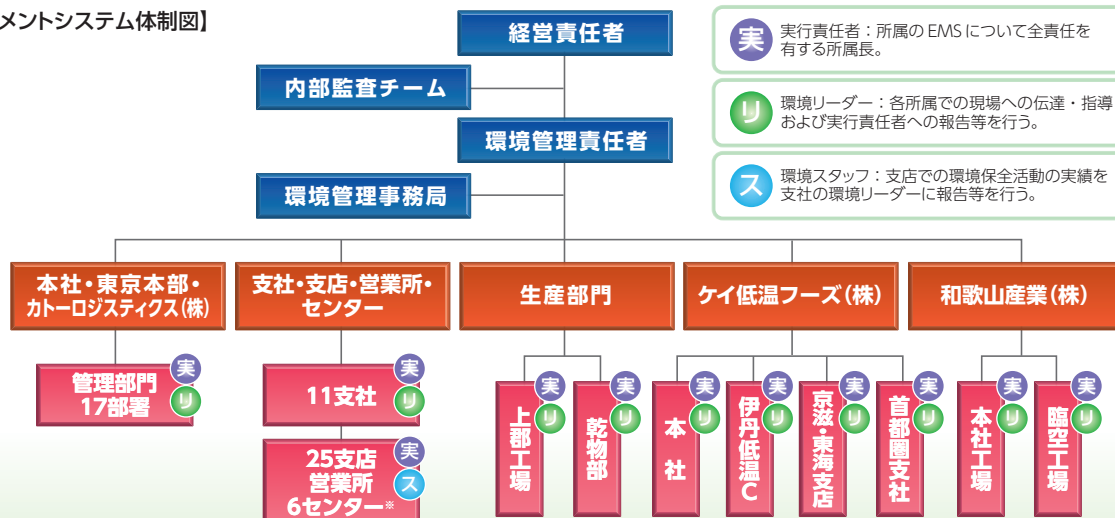 メントシステム体制図】
経営責任者
内部監査チーム
環境管理責任者
環境管理事務局
実
実行責任者：所属の EMS について全責任を
有する所属長。
リ
環境リーダー：各所属での現場への伝達・指導
および実行責任者への報告等を行う。
ス
環境スタッフ：支店での環境保全活動の実績を
支社の環境リーダーに報告等を行う。
本社・東京本部・
カトーロジスティクス(株)
支社・支店・営業所・
センター
生産部門
ケイ低温フーズ(株)
和歌山産業(株)
管理部門
17部署
実
リ
11支社
実
リ
25支店
営業所
6センター※
実
ス
上郡工場
実
リ
乾物部
実
リ
本社
実
リ
伊丹低温C
実
リ
京滋・東海支店
実
リ
首都圏支社
実
リ
本社工場
実
リ
臨空工場
実
リ